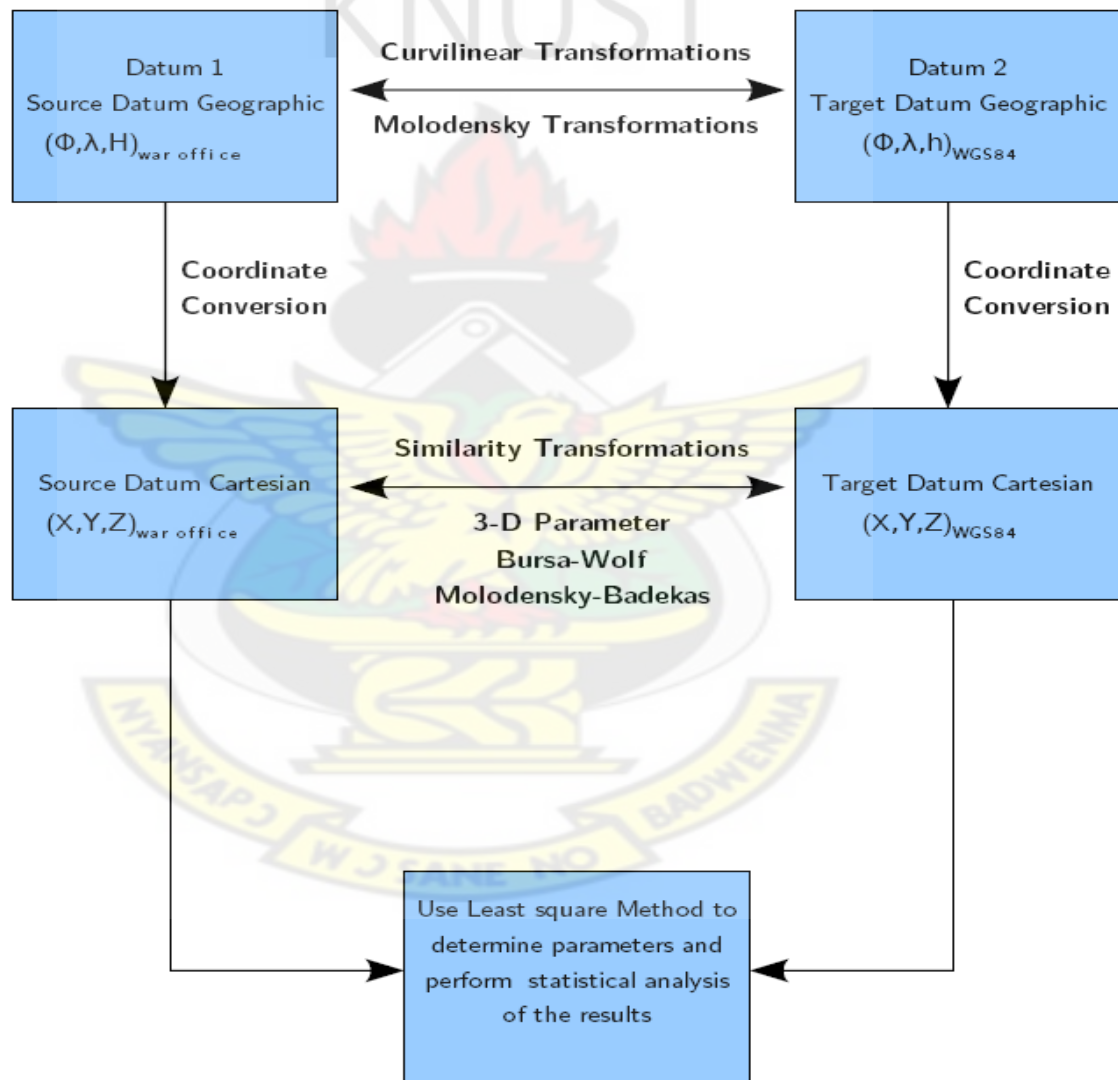 KNUST
Datum 1
Source Datum Geographic
(Φ,λ,H)war office
Curvilinear Transformations
Molodensky Transformations
Datum 2
Target Datum Geographic
(Φ,λ,h)WGS84
Coordinate
Conversion
Coordinate
Conversion
Source Datum Cartesian
(X,Y,Z)war office
Similarity Transformations
3-D Parameter
Bursa-Wolf
Molodensky-Badekas
Target Datum Cartesian
(X,Y,Z)WGS84
NYANSAPƆ WƆSANE NO BADWENMA
Use Least square Method to
determine parameters and
perform statistical analysis
of the results